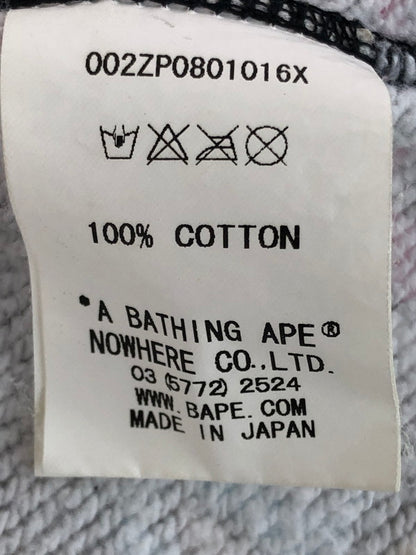 002ZP0801016X
100% COTTON
*A BATHING APE®
NOWHERE CO.,LTD.
03 (5772) 2524
WWW.BAPE.COM
MADE IN JAPAN